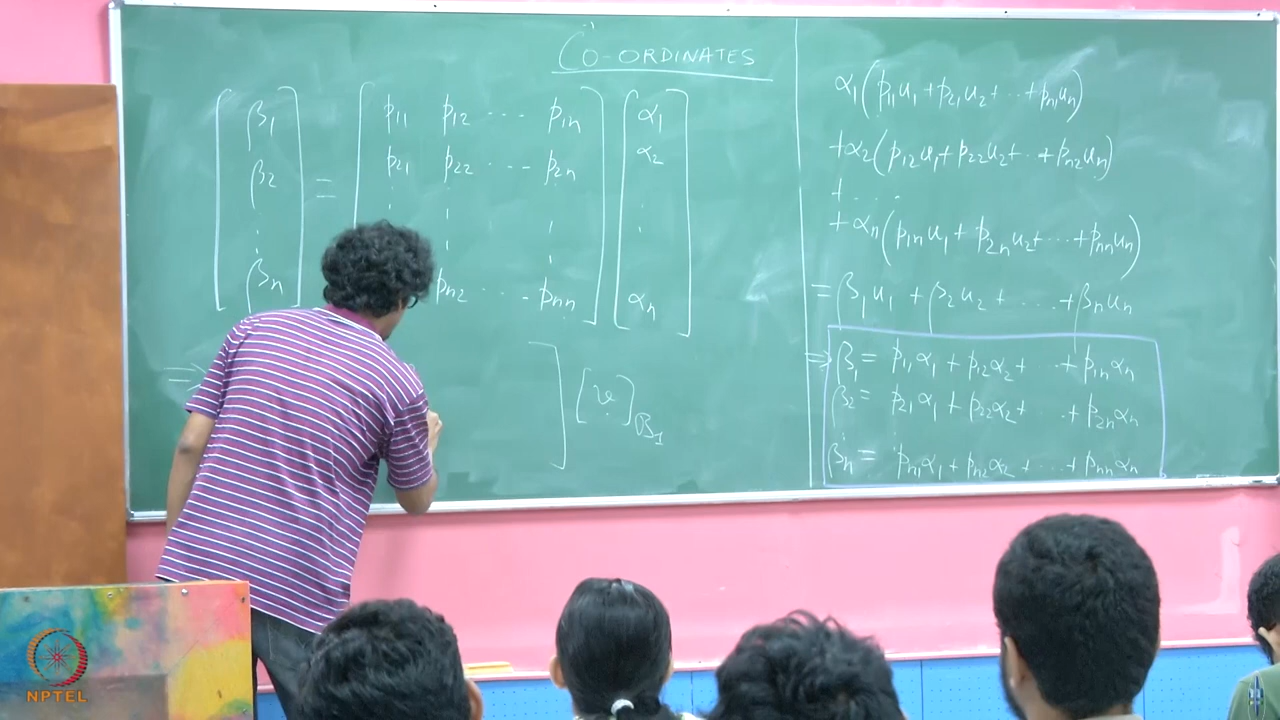 CO-ORDINATES
β₁ = p₁₁ p₁₂ ... p₁ₙ α₁
β₂ p₂₁ p₂₂ ... p₂ₙ α₂
βₙ pₙ₂ ... pₙₙ αₙ
⇒ ] [v]_B₁
α₁(p₁₁u₁ + p₂₁u₂ + ... + pₙ₁uₙ)
+α₂(p₁₂u₁ + p₂₂u₂ + ... + pₙ₂uₙ)
+ ....
+αₙ(p₁ₙu₁ + p₂ₙu₂ + ... + pₙₙuₙ)
= β₁u₁ + β₂u₂ + .... + βₙuₙ
⇒ β₁ = p₁₁α₁ + p₁₂α₂ + ... + p₁ₙαₙ
β₂ = p₂₁α₁ + p₂₂α₂ + ... + p₂ₙαₙ
βₙ = pₙ₁α₁ + pₙ₂α₂ + ... + pₙₙαₙ
NPTEL